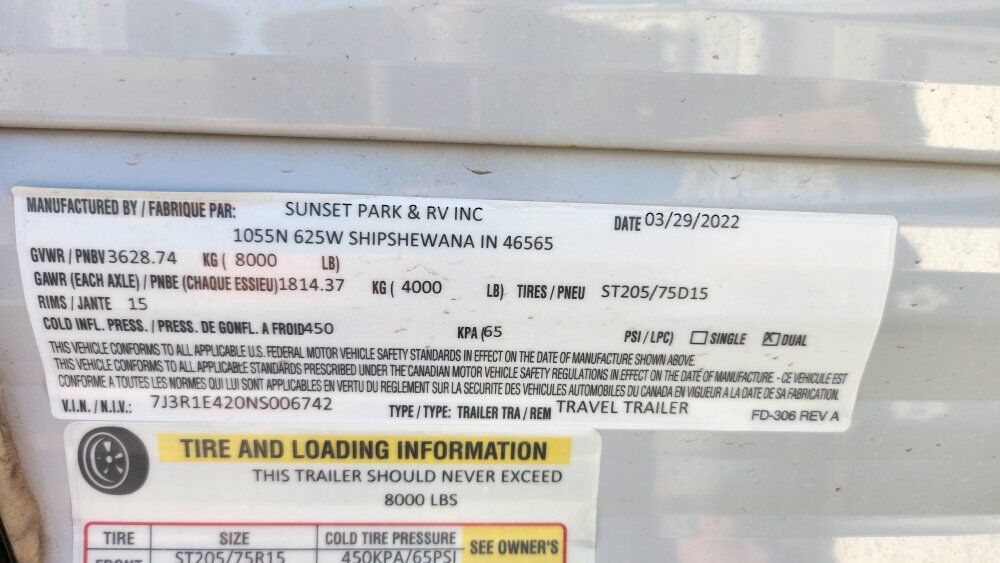 MANUFACTURED BY / FABRIQUE PAR: SUNSET PARK & RV INC DATE 03/29/2022
1055N 625W SHIPSHEWANA IN 46565
GVWR / PNBV 3628.74 KG ( 8000 LB)
GAWR (EACH AXLE) / PNBE (CHAQUE ESSIEU) 1814.37 KG ( 4000 LB) TIRES / PNEU ST205/75D15
RIMS / JANTE 15
COLD INFL. PRESS. / PRESS. DE GONFL. A FROID 450 KPA (65 PSI / LPC) ☐ SINGLE ☒ DUAL
THIS VEHICLE CONFORMS TO ALL APPLICABLE U.S. FEDERAL MOTOR VEHICLE SAFETY STANDARDS IN EFFECT ON THE DATE OF MANUFACTURE SHOWN ABOVE.
THIS VEHICLE CONFORMS TO ALL APPLICABLE STANDARDS PRESCRIBED UNDER THE CANADIAN MOTOR VEHICLE SAFETY REGULATIONS IN EFFECT ON THE DATE OF MANUFACTURE. - CE VEHICULE EST
CONFORME A TOUTES LES NORMES QUI LUI SONT APPLICABLES EN VERTU DU REGLEMENT SUR LA SECURITE DES VEHICULES AUTOMOBILES DU CANADA EN VIGUEUR A LA DATE DE SA FABRICATION.
V.I.N. / N.I.V.: 7J3R1E420NS006742 TYPE / TYPE: TRAILER TRA / REM TRAVEL TRAILER FD-306 REV A
TIRE AND LOADING INFORMATION
THIS TRAILER SHOULD NEVER EXCEED
8000 LBS
TIRE SIZE COLD TIRE PRESSURE SEE OWNER'S
FRONT ST205/75R15 450KPA/65PSI